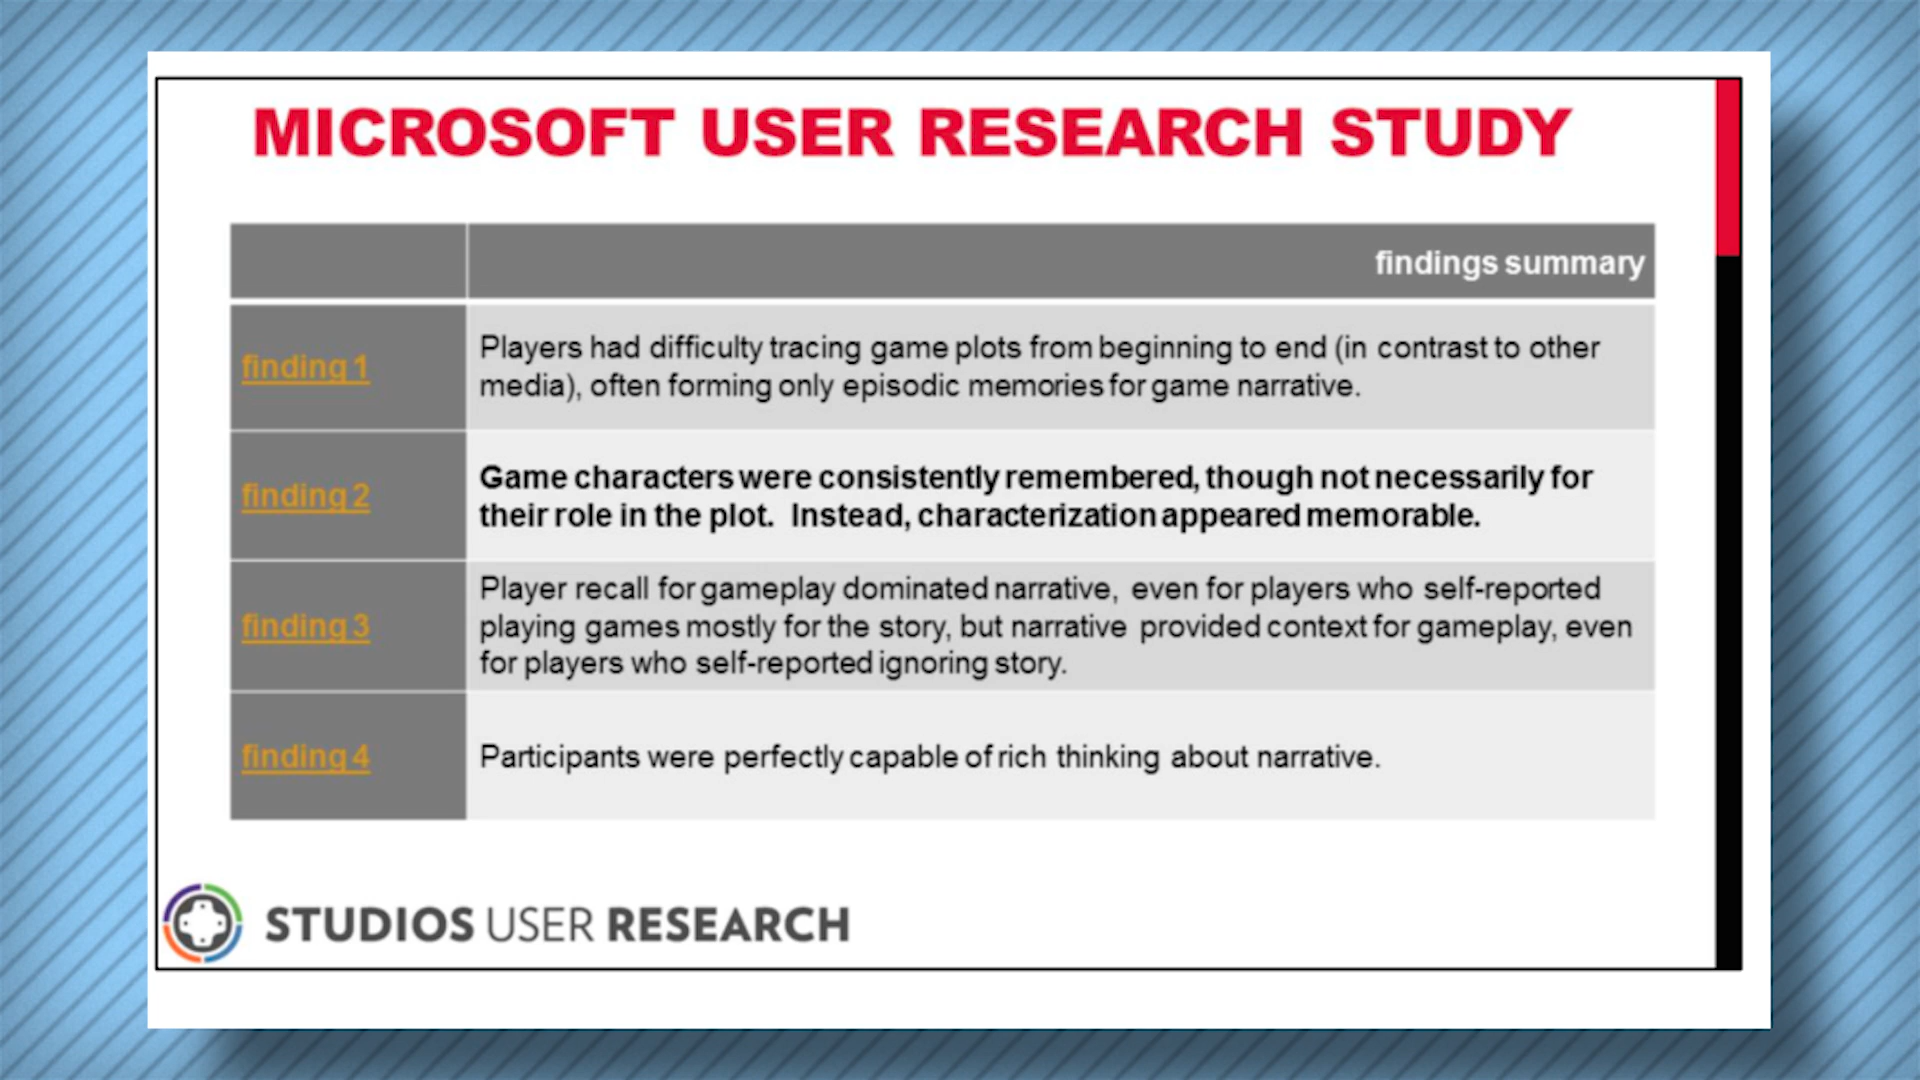 MICROSOFT USER RESEARCH STUDY
findings summary
finding 1
Players had difficulty tracing game plots from beginning to end (in contrast to other
media), often forming only episodic memories for game narrative.
finding 2
Game characters were consistently remembered, though not necessarily for
their role in the plot. Instead, characterization appeared memorable.
finding 3
Player recall for gameplay dominated narrative, even for players who self-reported
playing games mostly for the story, but narrative provided context for gameplay, even
for players who self-reported ignoring story.
finding 4
Participants were perfectly capable of rich thinking about narrative.
STUDIOS USER RESEARCH